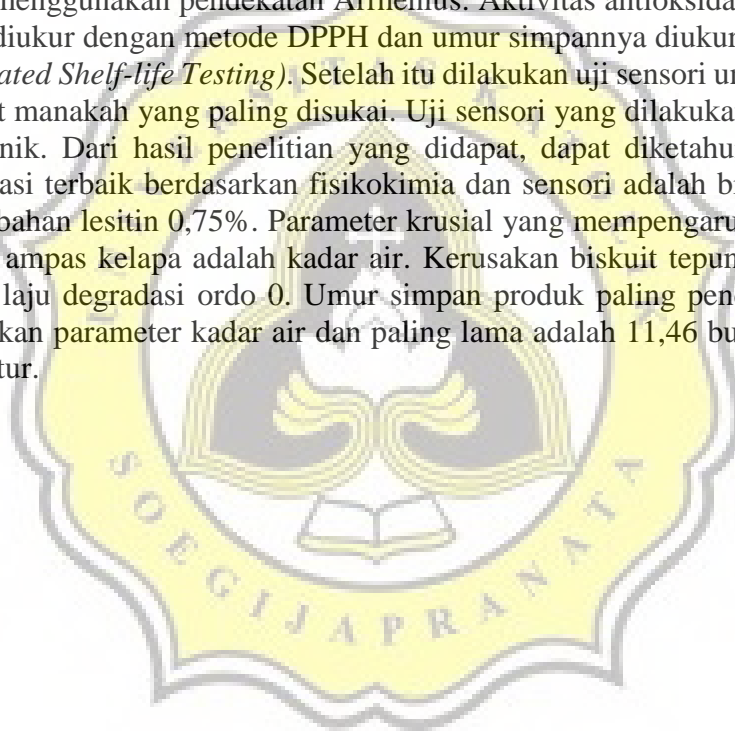 menggunakan pendekatan Arrhenius. Aktivitas antioksida
diukur dengan metode DPPH dan umur simpannya diukur
ated Shelf-life Testing). Setelah itu dilakukan uji sensori un
t manakah yang paling disukai. Uji sensori yang dilakuka
nik. Dari hasil penelitian yang didapat, dapat diketahu
asi terbaik berdasarkan fisikokimia dan sensori adalah bi
bahan lesitin 0,75%. Parameter krusial yang mempengaru
ampas kelapa adalah kadar air. Kerusakan biskuit tepun
laju degradasi ordo 0. Umur simpan produk paling pend
kan parameter kadar air dan paling lama adalah 11,46 bu
tur.
SOEGIJAPRANATA